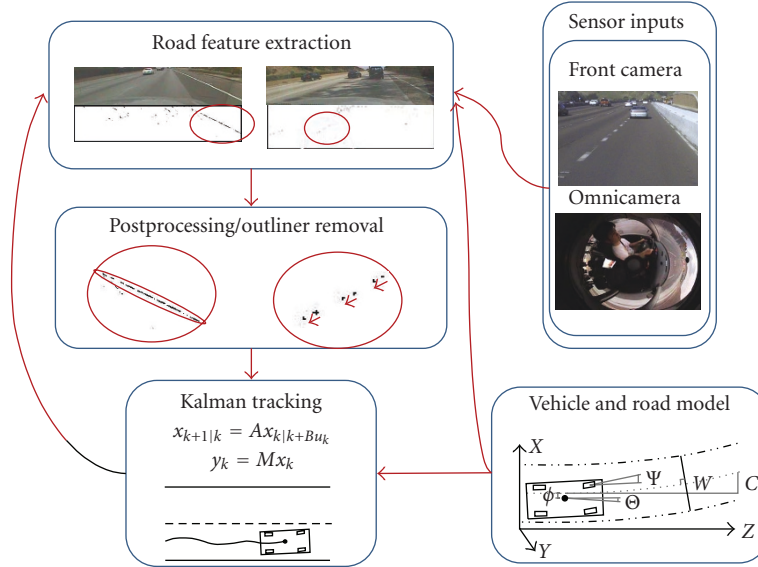 Road feature extraction
Sensor inputs
Front camera
Omnicamera
Postprocessing/outliner removal
Kalman tracking
x_{k+1|k} = Ax_{k|k+Bu_k}
y_k = Mx_k
Vehicle and road model
X
Ψ
W
C
ϕ
Θ
Z
Y